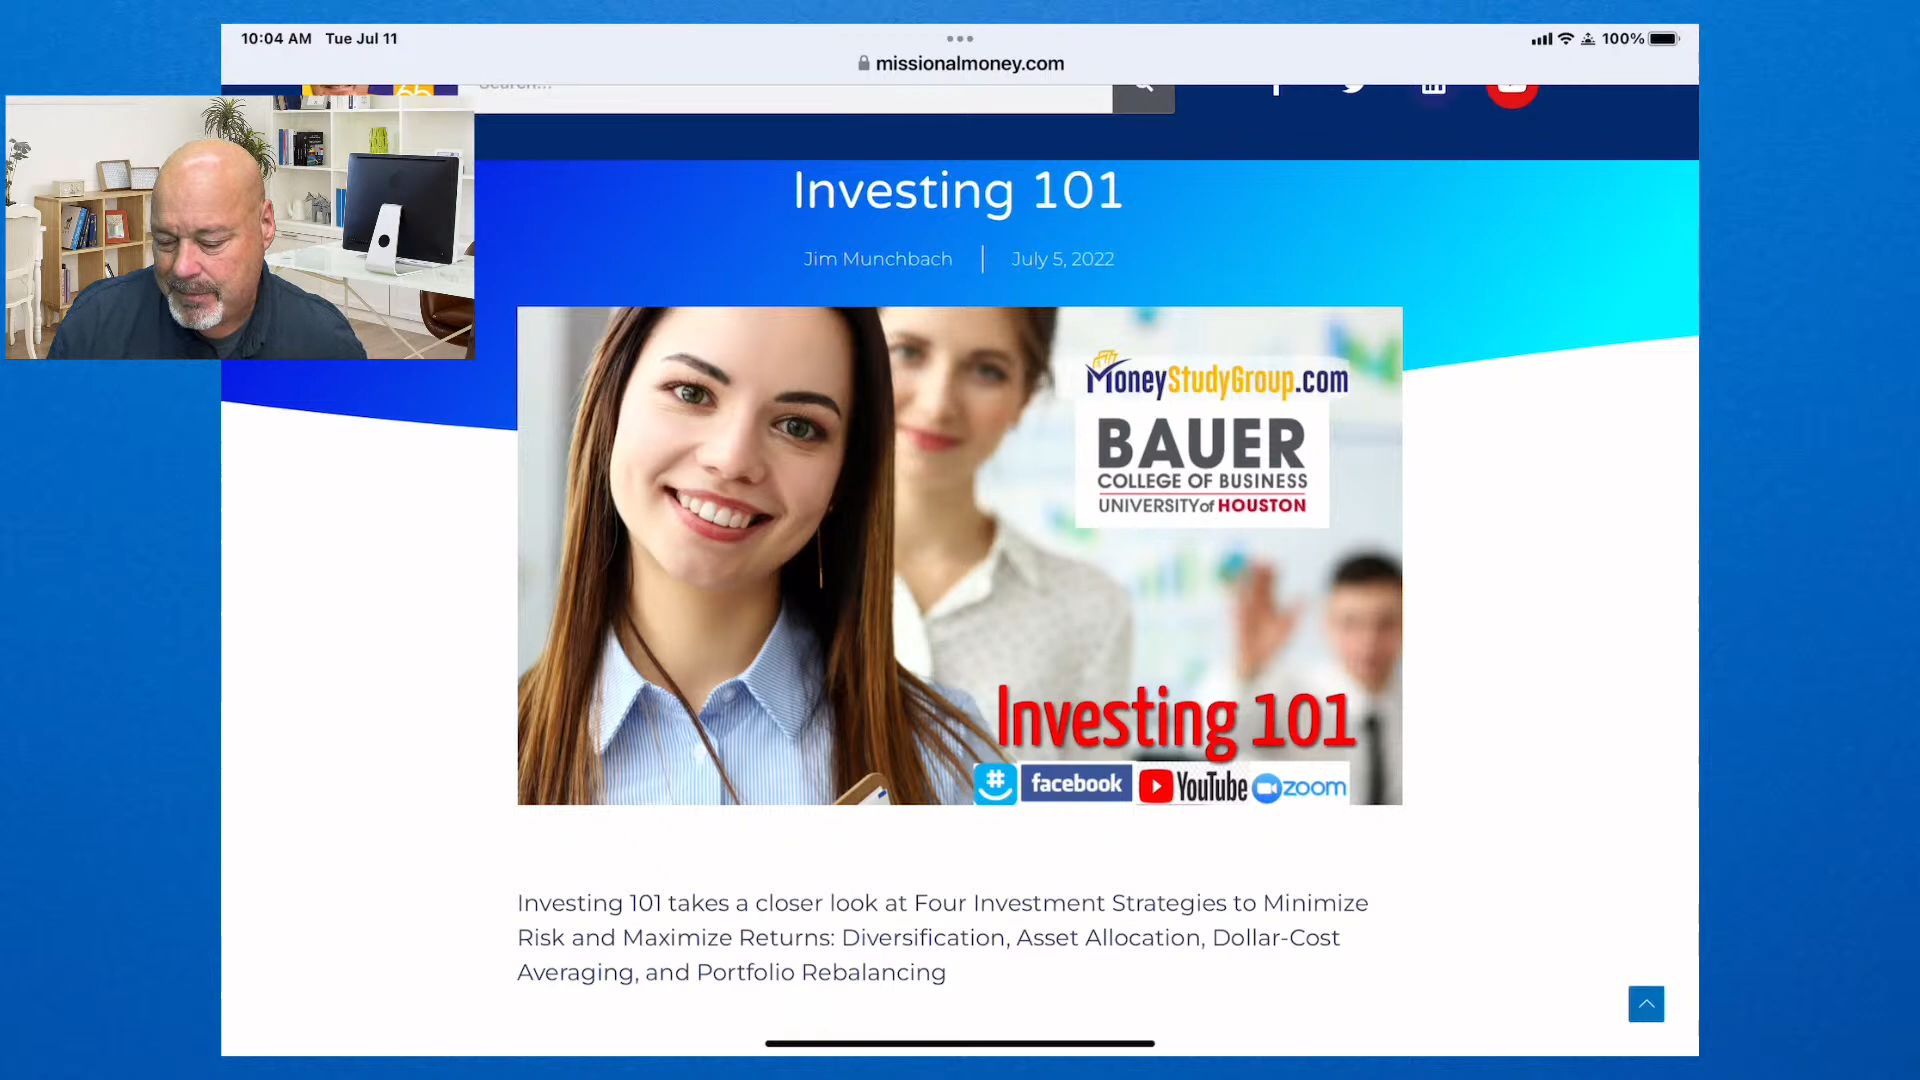 10:04 AM Tue Jul 11
100%
missionalmoney.com
Search...
Investing 101
Jim Munchbach
July 5, 2022
MoneyStudyGroup.com
BAUER
COLLEGE OF BUSINESS
UNIVERSITY of HOUSTON
Investing 101
facebook
YouTube
zoom
Investing 101 takes a closer look at Four Investment Strategies to Minimize
Risk and Maximize Returns: Diversification, Asset Allocation, Dollar-Cost
Averaging, and Portfolio Rebalancing